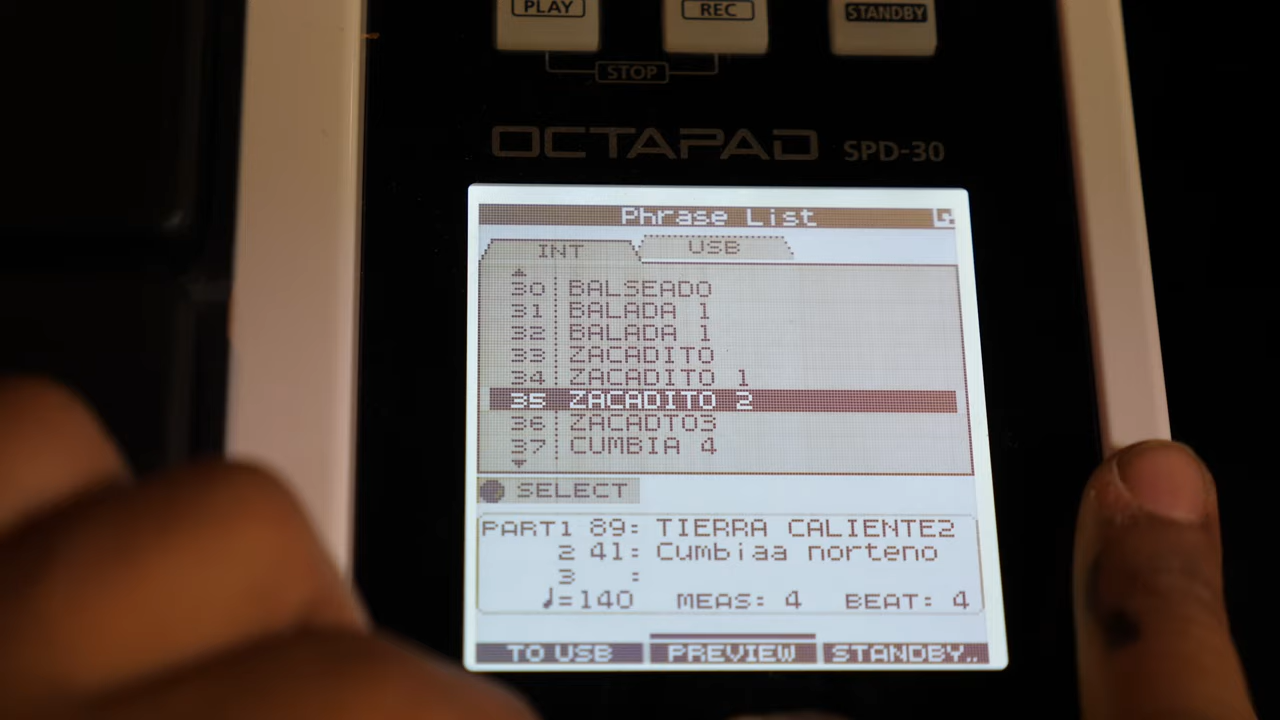 PLAY REC STANDBY
STOP
OCTAPAD SPD-30
Phrase List
INT USB
30 BALSEADO
31 BALADA 1
32 BALADA 1
33 ZACADITO
34 ZACADITO 1
35 ZACADITO 2
36 ZACADTO3
37 CUMBIA 4
SELECT
PART1 89: TIERRA CALIENTE2
2 41: Cumbiaa norteno
3 :
♩=140 MEAS: 4 BEAT: 4
TO USB PREVIEW STANDBY..